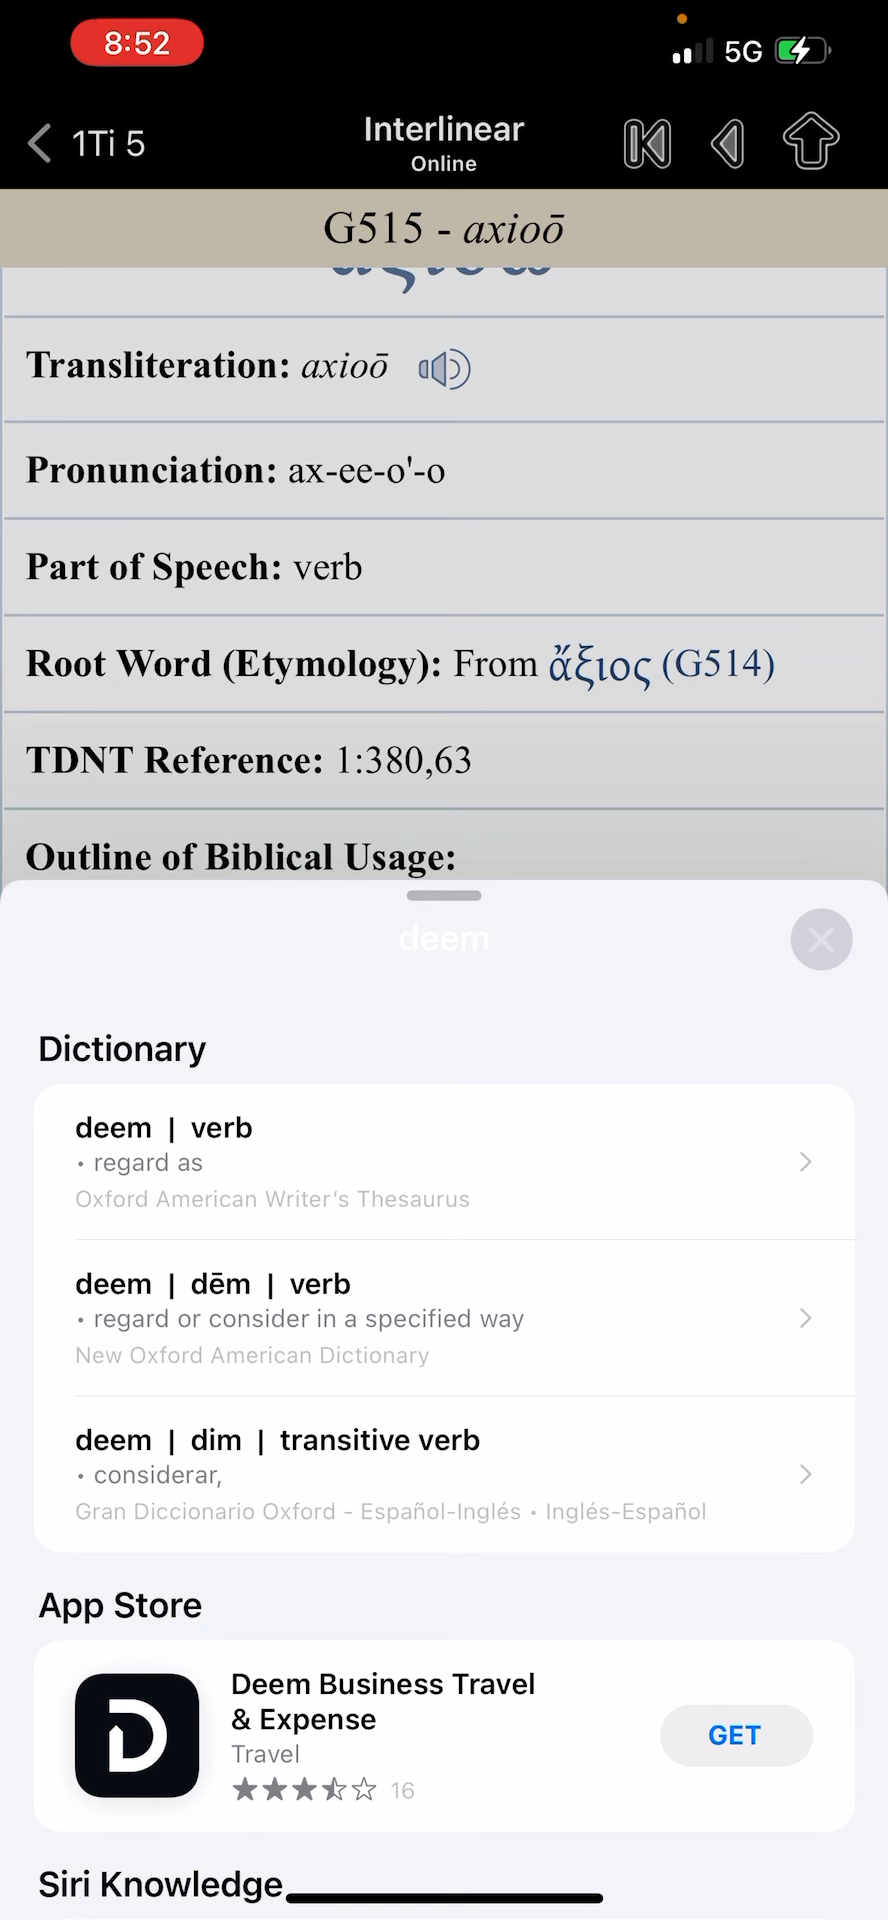 8:52
5G
1Ti 5
Interlinear
Online
G515 - axioō
Transliteration: axioō
Pronunciation: ax-ee-o'-o
Part of Speech: verb
Root Word (Etymology): From ἄξιος (G514)
TDNT Reference: 1:380,63
Outline of Biblical Usage:
deem
Dictionary
deem | verb
• regard as
Oxford American Writer’s Thesaurus
deem | dēm | verb
• regard or consider in a specified way
New Oxford American Dictionary
deem | dim | transitive verb
• considerar,
Gran Diccionario Oxford - Español-Inglés • Inglés-Español
App Store
Deem Business Travel
& Expense
Travel
16
GET
Siri Knowledge